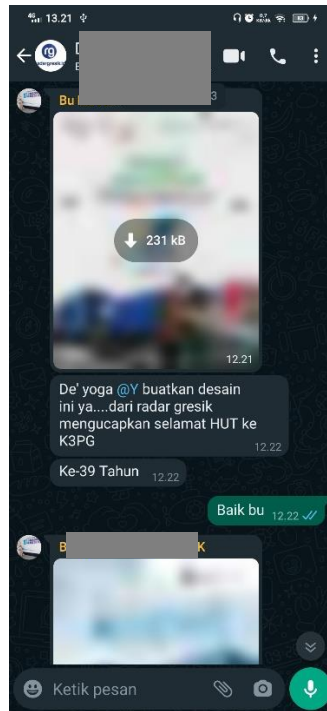 13.21
Bu
3
231 kB
12.21
De' yoga @Y buatkan desain
ini ya....dari radar gresik
mengucapkan selamat HUT ke
K3PG
12.22
Ke-39 Tahun 12.22
Baik bu 12.22
B K
Ketik pesan